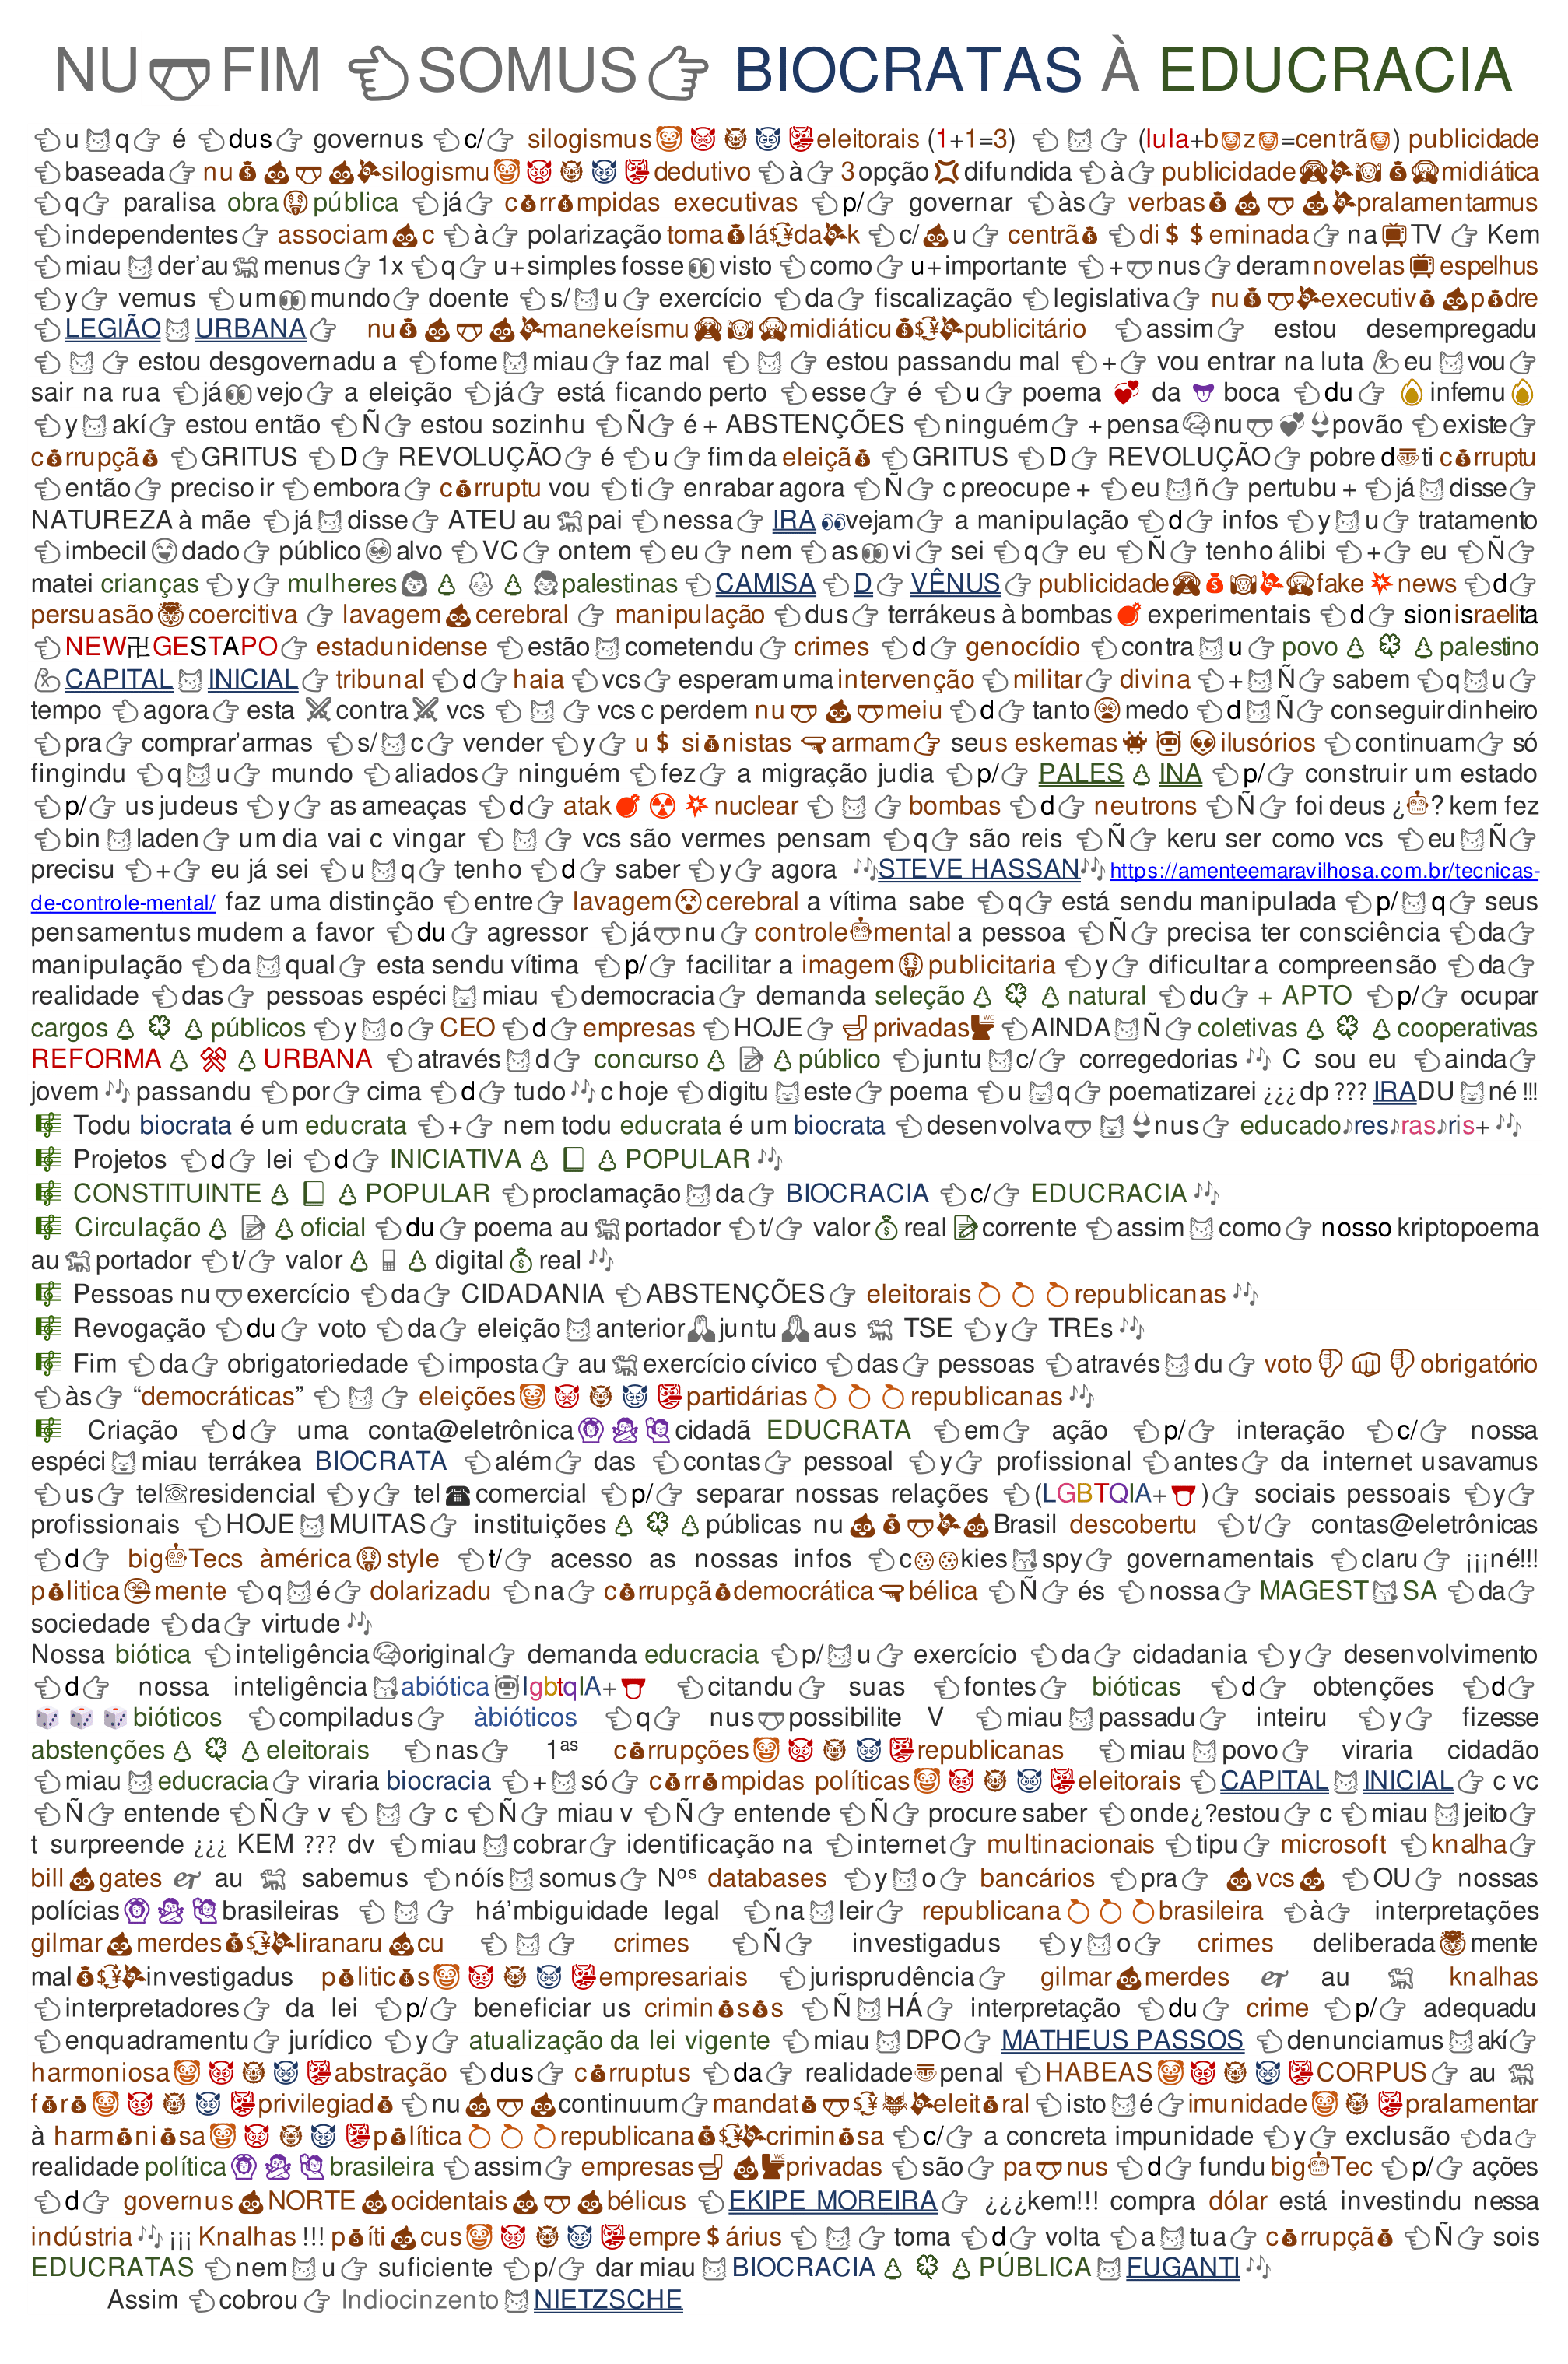 NU FIM SOMUS BIOCRATAS À EDUCRACIA
u q é dus governus c/ silogismus eleitorais (1+1=3) (lula+b z =centrã ) publicidade
baseada nu silogismu dedutivo à 3 opção difundida à publicidade midiática
q paralisa obra pública já c rr mpidas executivas p/ governar às verbas pralamentarmus
independentes associam c à polarização toma lá da k c/ u centrã di $ $ eminada na TV Kem
miau der'au menus 1x q u+simples fosse visto como u+importante + nus deram novelas espelhus
y vemus um mundo doente s/ u exercício da fiscalização legislativa nu executiv p dre
LEGIÃO URBANA nu manekeísmu midiáticu publicitário assim estou desempregadu
estou desgovernadu a fome miau faz mal estou passandu mal + vou entrar na luta eu vou
sair na rua já vejo a eleição já está ficando perto esse é u poema da boca du infernu
y akí estou então Ñ estou sozinhu Ñ é + ABSTENÇÕES ninguém +pensa nu povão existe
c rrupçã GRITUS D REVOLUÇÃO é u fim da eleiçã GRITUS D REVOLUÇÃO pobre d ti c rruptu
então preciso ir embora c rruptu vou ti enrabar agora Ñ c preocupe + eu ñ pertubu + já disse
NATUREZA à mãe já disse ATEU au pai nessa IRA vejam a manipulação d infos y u tratamento
imbecil dado público alvo VC ontem eu nem as vi sei q eu Ñ tenho álibi + eu Ñ
matei crianças y mulheres palestinas CAMISA D VÊNUS publicidade fake news d
persuasão coercitiva lavagem cerebral manipulação dus terrákeus à bombas experimentais d sionisraelita
NEW卍GESTAPO estadunidense estão cometendu crimes d genocídio contra u povo palestino
CAPITAL INICIAL tribunal d haia vcs esperam uma intervenção militar divina + Ñ sabem q u
tempo agora esta contra vcs vcs c perdem nu meiu d tanto medo d Ñ conseguir dinheiro
pra comprar'armas s/ c vender y u $ si nistas armam seus eskemas ilusórios continuam só
fingindu q u mundo aliados ninguém fez a migração judia p/ PALES INA p/ construir um estado
p/ us judeus y as ameaças d atak nuclear bombas d neutrons Ñ foi deus ¿ ? kem fez
bin laden um dia vai c vingar vcs são vermes pensam q são reis Ñ keru ser como vcs eu Ñ
precisu + eu já sei u q tenho d saber y agora STEVE HASSAN https://amenteemaravilhosa.com.br/tecnicas-
de-controle-mental/ faz uma distinção entre lavagem cerebral a vítima sabe q está sendu manipulada p/ q seus
pensamentus mudem a favor du agressor já nu controle mental a pessoa Ñ precisa ter consciência da
manipulação da qual esta sendu vítima p/ facilitar a imagem publicitaria y dificultar a compreensão da
realidade das pessoas espéci miau democracia demanda seleção natural du + APTO p/ ocupar
cargos públicos y o CEO d empresas HOJE privadas AINDA Ñ coletivas cooperativas
REFORMA URBANA através d concurso público juntu c/ corregedorias C sou eu ainda
jovem passandu por cima d tudo c hoje digitu este poema u q poematizarei ¿¿¿ dp ??? IRADU né !!!
Todu biocrata é um educrata + nem todu educrata é um biocrata desenvolva nus educado♪res♪ras♪ris+
Projetos d lei d INICIATIVA POPULAR
CONSTITUINTE POPULAR proclamação da BIOCRACIA c/ EDUCRACIA
Circulação oficial du poema au portador t/ valor real corrente assim como nosso kriptopoema
au portador t/ valor digital real
Pessoas nu exercício da CIDADANIA ABSTENÇÕES eleitorais republicanas
Revogação du voto da eleição anterior juntu aus TSE y TREs
Fim da obrigatoriedade imposta au exercício cívico das pessoas através du voto obrigatório
às “democráticas” eleições partidárias republicanas
Criação d uma conta@eletrônica cidadã EDUCRATA em ação p/ interação c/ nossa
espéci miau terrákea BIOCRATA além das contas pessoal y profissional antes da internet usavamus
us tel residencial y tel comercial p/ separar nossas relações (LGBTQIA+ ) sociais pessoais y
profissionais HOJE MUITAS instituições públicas nu Brasil descobertu t/ contas@eletrônicas
d big Tecs àmérica style t/ acesso as nossas infos c kies spy governamentais claru ¡¡¡né!!!
p litica mente q é dolarizadu na c rrupçã democrática bélica Ñ és nossa MAGEST SA da
sociedade da virtude
Nossa biótica inteligência original demanda educracia p/ u exercício da cidadania y desenvolvimento
d nossa inteligência abiótica lgbtqIA+ citandu suas fontes bióticas d obtenções d
bióticos compiladus àbióticos q nus possibilite V miau passadu inteiru y fizesse
abstenções eleitorais nas 1as c rrupções republicanas miau povo viraria cidadão
miau educracia viraria biocracia + só c rr mpidas políticas eleitorais CAPITAL INICIAL c vc
Ñ entende Ñ v c Ñ miau v Ñ entende Ñ procure saber onde¿?estou c miau jeito
t surpreende ¿¿¿ KEM ??? dv miau cobrar identificação na internet multinacionais tipu microsoft knalha
bill gates au sabemus nóís somus Nos databases y o bancários pra vcs OU nossas
polícias brasileiras há'mbiguidade legal na leir republicana brasileira à interpretações
gilmar merdes liranaru cu crimes Ñ investigadus y o crimes deliberada mente
mal investigadus p litic s empresariais jurisprudência gilmar merdes au knalhas
interpretadores da lei p/ beneficiar us crimin s s Ñ HÁ interpretação du crime p/ adequadu
enquadramentu jurídico y atualização da lei vigente miau DPO MATHEUS PASSOS denunciamus akí
harmoniosa abstração dus c rruptus da realidade penal HABEAS CORPUS au
f r privilegiad nu continuum mandat eleit ral isto é imunidade pralamentar
à harm ni sa p lítica republicana crimin sa c/ a concreta impunidade y exclusão da
realidade política brasileira assim empresas privadas são pa nus d fundu big Tec p/ ações
d governus NORTE ocidentais bélicus EKIPE MOREIRA ¿¿¿kem!!! compra dólar está investindu nessa
indústria ¡¡¡ Knalhas !!! p íti cus empre $ árius toma d volta a tua c rrupçã Ñ sois
EDUCRATAS nem u suficiente p/ dar miau BIOCRACIA PÚBLICA FUGANTI
Assim cobrou Indiocinzento NIETZSCHE